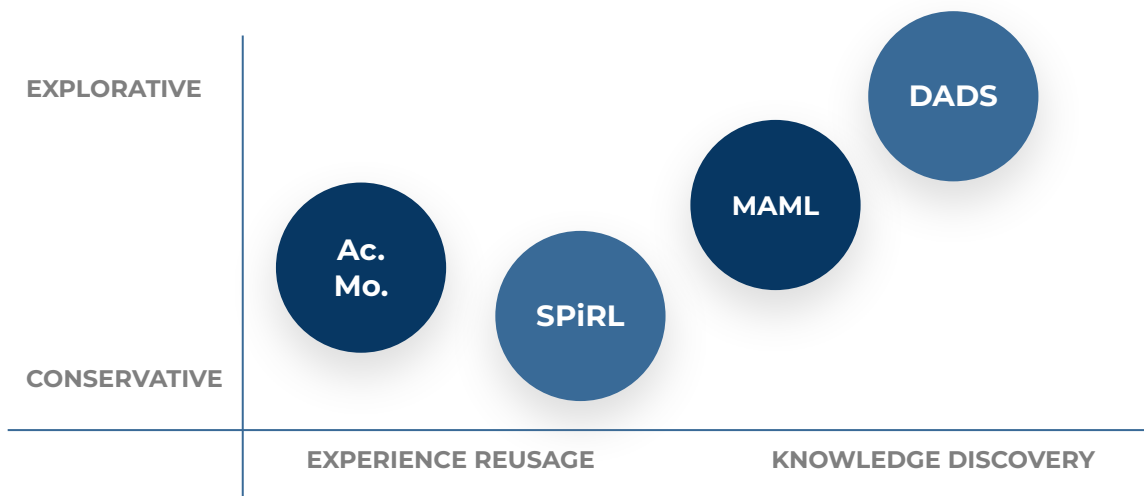 EXPLORATIVE
DADS
MAML
Ac.
Mo.
SPiRL
CONSERVATIVE
EXPERIENCE REUSAGE
KNOWLEDGE DISCOVERY